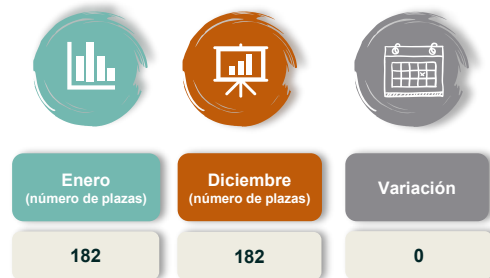 Enero
(número de plazas)
Diciembre
(número de plazas)
Variación
182
182
0